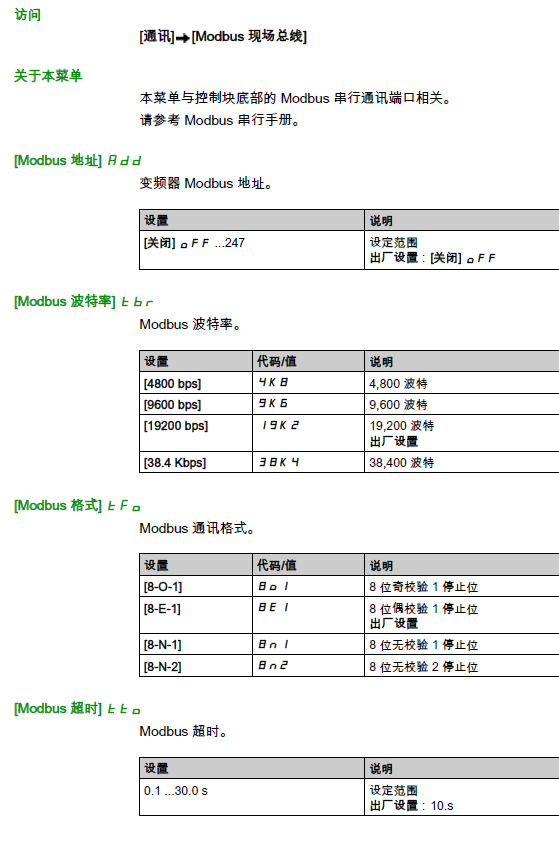 访问
[通讯]➡[Modbus 现场总线]
关于本菜单
本菜单与控制块底部的 Modbus 串行通讯端口相关。
请参考 Modbus 串行手册。
[Modbus 地址] Add
变频器 Modbus 地址。
设置 说明
[关闭] oFF ...247 设定范围
出厂设置：[关闭] oFF
[Modbus 波特率] tbr
Modbus 波特率。
设置 代码/值 说明
[4800 bps] 4K8 4,800 波特
[9600 bps] 9K6 9,600 波特
[19200 bps] 19K2 19,200 波特
出厂设置
[38.4 Kbps] 38K4 38,400 波特
[Modbus 格式] tFo
Modbus 通讯格式。
设置 代码/值 说明
[8-O-1] 8o1 8 位奇校验 1 停止位
[8-E-1] 8E1 8 位偶校验 1 停止位
出厂设置
[8-N-1] 8n1 8 位无校验 1 停止位
[8-N-2] 8n2 8 位无校验 2 停止位
[Modbus 超时] tto
Modbus 超时。
设置 说明
0.1 ...30.0 s 设定范围
出厂设置：10.s